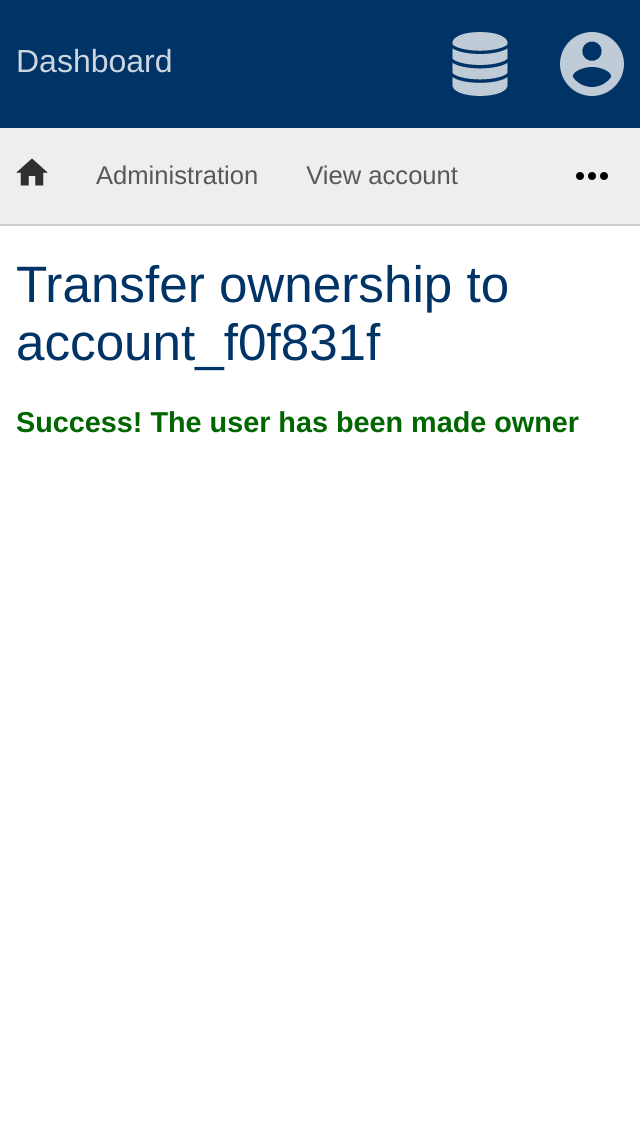 Dashboard
Administration View account
Transfer ownership to
account_f0f831f
Success! The user has been made owner